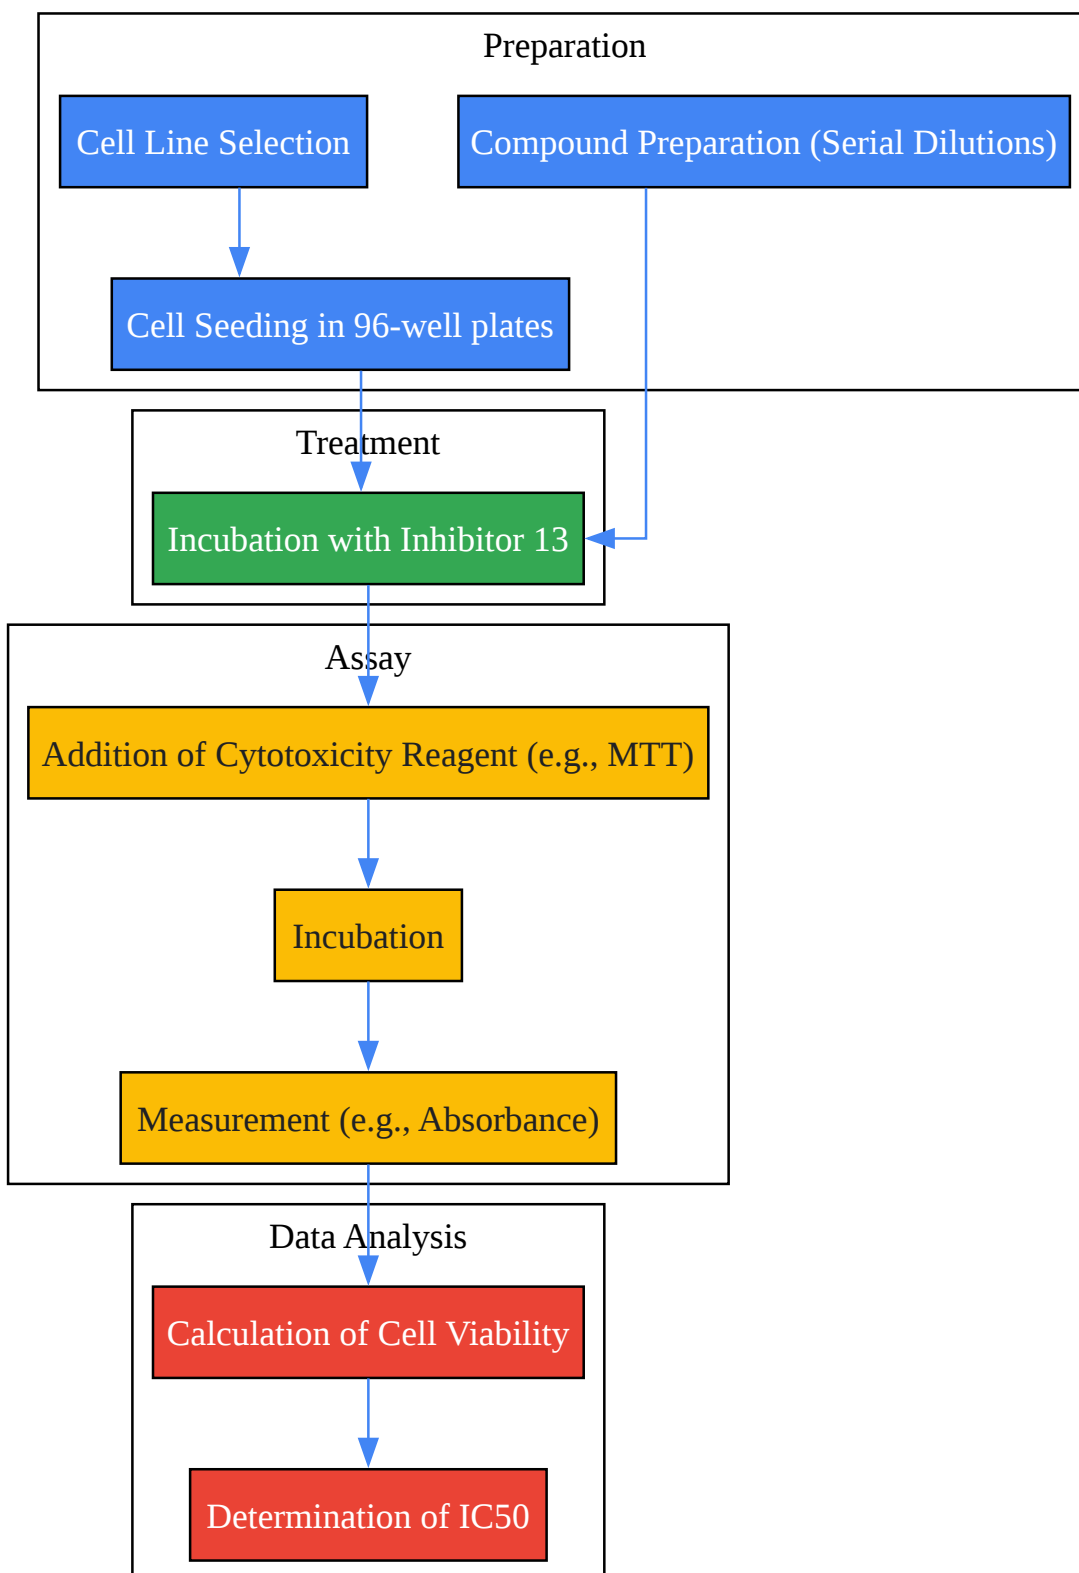 Preparation
Cell Line Selection
Compound Preparation (Serial Dilutions)
Cell Seeding in 96-well plates
Treatment
Incubation with Inhibitor 13
Assay
Addition of Cytotoxicity Reagent (e.g., MTT)
Incubation
Measurement (e.g., Absorbance)
Data Analysis
Calculation of Cell Viability
Determination of IC50